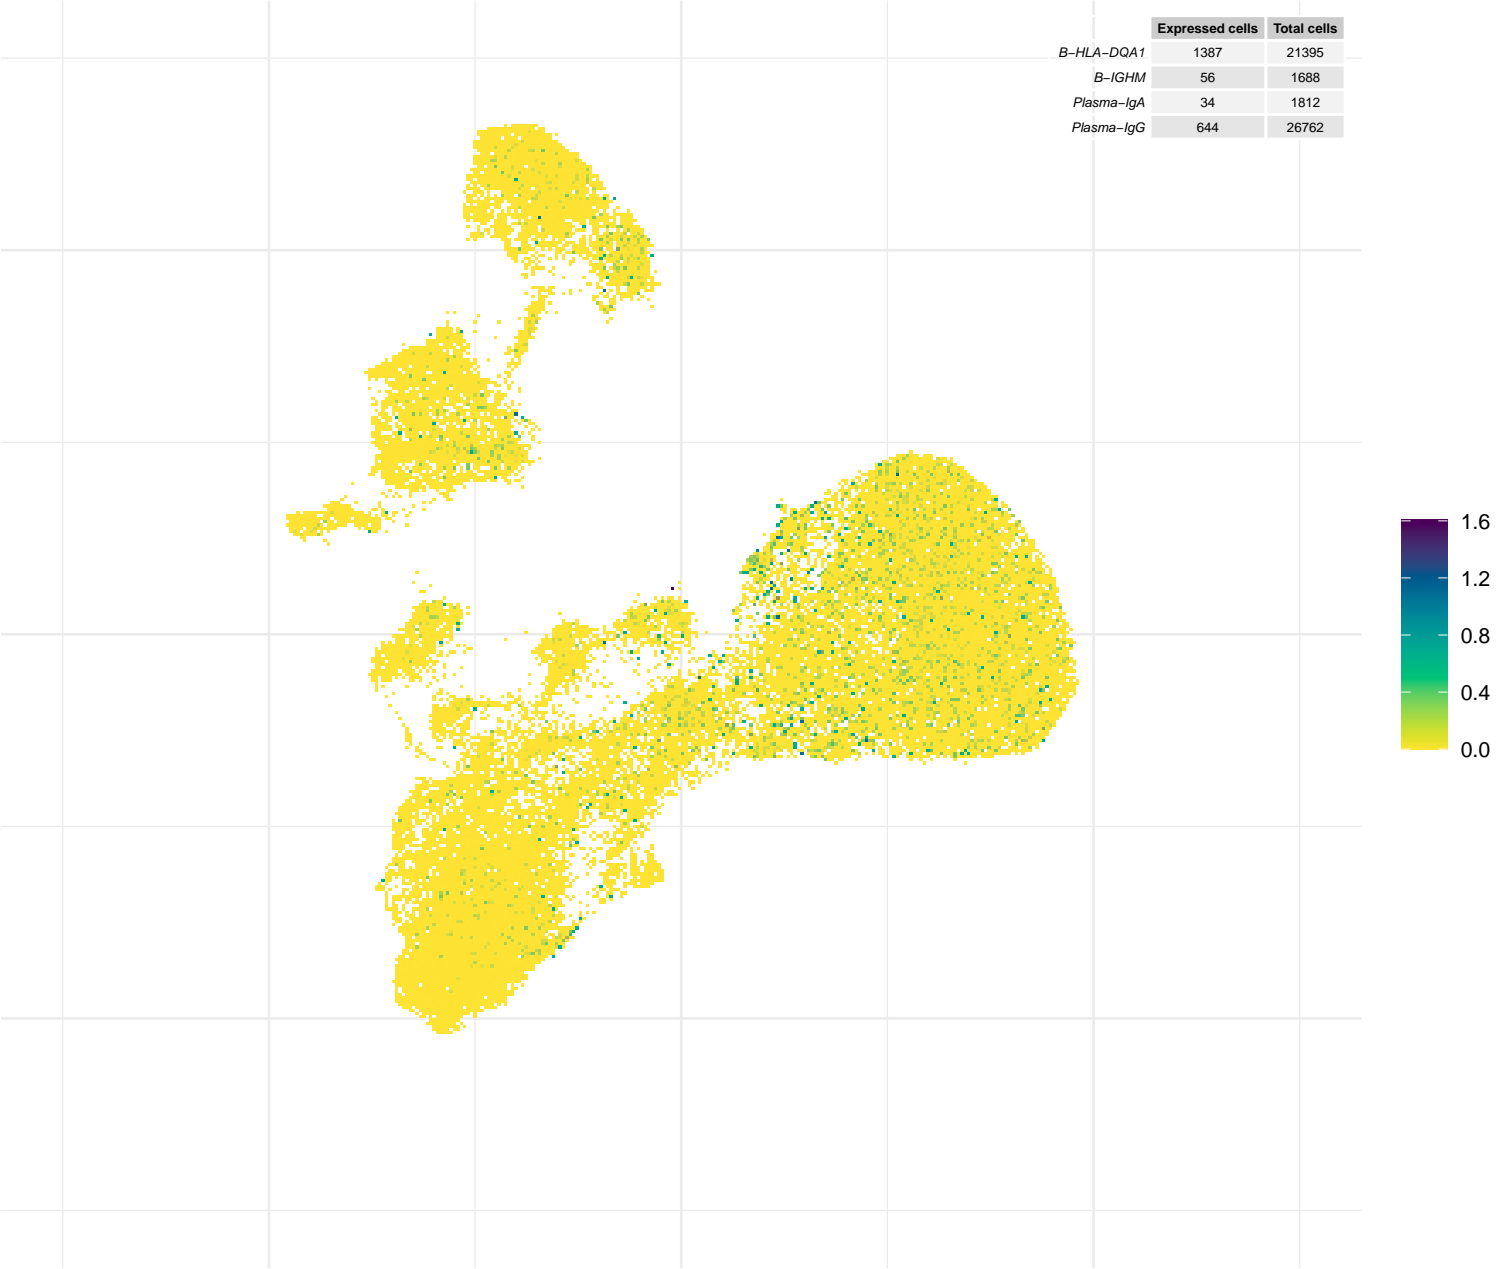 Expressed cells Total cells
B−HLA−DQA1 1387 21395
B−IGHM 56 1688
Plasma−IgA 34 1812
Plasma−IgG 644 26762
1.6
1.2
0.8
0.4
0.0